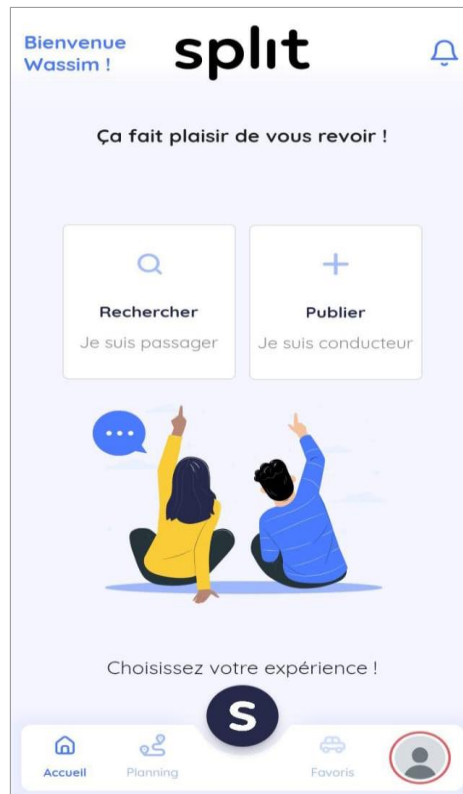 Bienvenue
Wassim !
split
Ça fait plaisir de vous revoir !
Rechercher
Je suis passager
Publier
Je suis conducteur
Choisissez votre expérience !
S
Accueil
Planning
Favoris